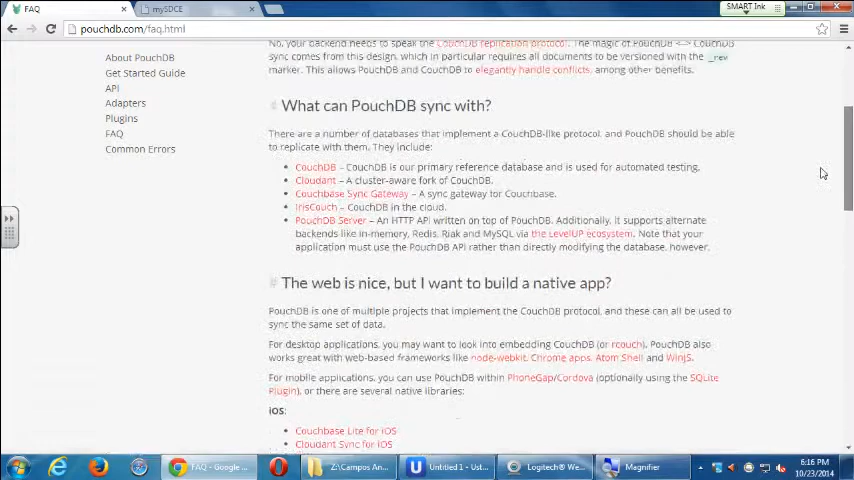 FAQ
mySDCE
SMART Ink
pouchdb.com/faq.html
About PouchDB
Get Started Guide
API
Adapters
Plugins
FAQ
Common Errors
No, your backend needs to speak the CouchDB replication protocol. The magic of PouchDB <=> CouchDB
sync comes from this design, which in particular requires all documents to be versioned with the _rev
marker. This allows PouchDB and CouchDB to elegantly handle conflicts, among other benefits.
# What can PouchDB sync with?
There are a number of databases that implement a CouchDB-like protocol, and PouchDB should be able
to replicate with them. They include:
• CouchDB – CouchDB is our primary reference database and is used for automated testing.
• Cloudant – A cluster-aware fork of CouchDB.
• Couchbase Sync Gateway – A sync gateway for Couchbase.
• IrisCouch – CouchDB in the cloud.
• PouchDB Server – An HTTP API written on top of PouchDB. Additionally, it supports alternate
backends like in-memory, Redis, Riak and MySQL via the LevelUP ecosystem. Note that your
application must use the PouchDB API rather than directly modifying the database, however.
# The web is nice, but I want to build a native app?
PouchDB is one of multiple projects that implement the CouchDB protocol, and these can all be used to
sync the same set of data.
For desktop applications, you may want to look into embedding CouchDB (or rcouch). PouchDB also
works great with web-based frameworks like node-webkit, Chrome apps, Atom Shell and WinJS.
For mobile applications, you can use PouchDB within PhoneGap/Cordova (optionally using the SQLite
Plugin), or there are several native libraries:
iOS:
• Couchbase Lite for iOS
• Cloudant Sync for iOS
FAQ - Google ...
Z:\Campos An...
Untitled 1 - Ust...
Logitech® We...
Magnifier
6:16 PM
10/23/2014